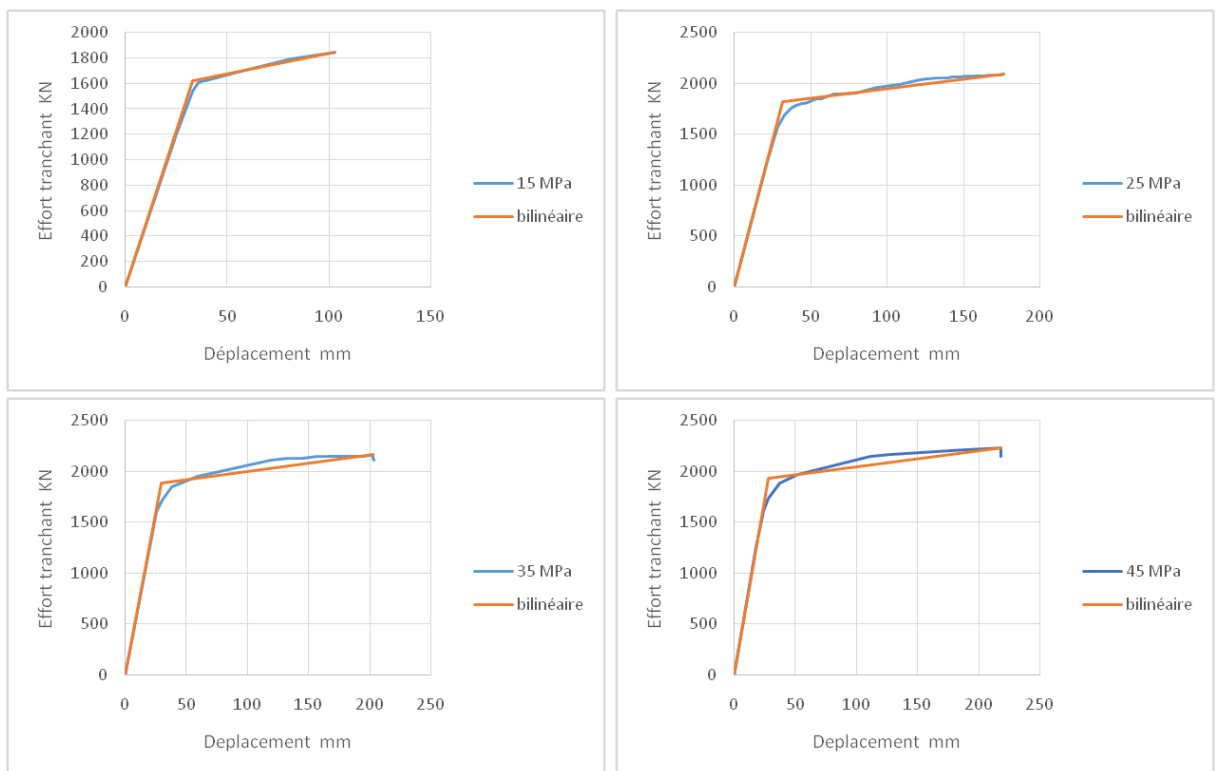 2000
1800
1600
1400
1200
1000
800
600
400
200
0
Effort tranchant KN
0 50 100 150
Déplacement mm
15 MPa
bilinéaire
2500
2000
1500
1000
500
0
Effort tranchant KN
0 50 100 150 200
Deplacement mm
25 MPa
bilinéaire
2500
2000
1500
1000
500
0
Effort tranchant KN
0 50 100 150 200 250
Deplacement mm
35 MPa
bilinéaire
2500
2000
1500
1000
500
0
Effort tranchant KN
0 50 100 150 200 250
Deplacement mm
45 MPa
bilinéaire